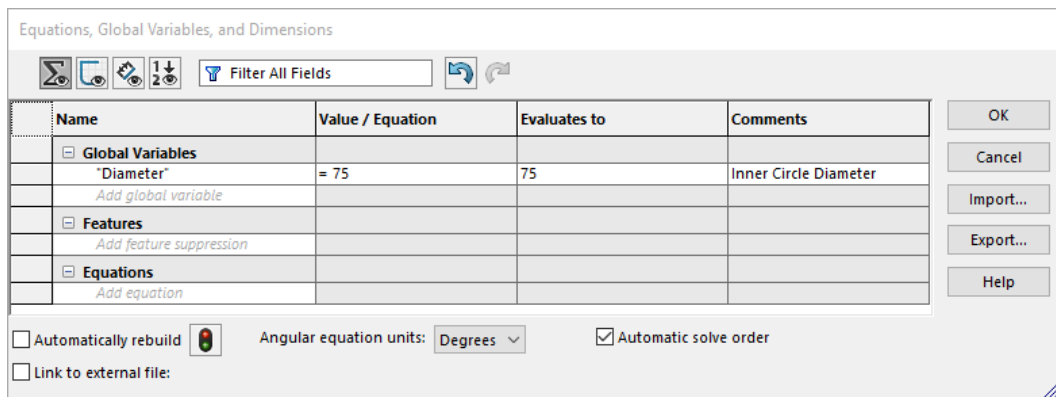 Equations, Global Variables, and Dimensions
Filter All Fields
Name Value / Equation Evaluates to Comments
Global Variables
"Diameter" = 75 75 Inner Circle Diameter
Add global variable
Features
Add feature suppression
Equations
Add equation
OK
Cancel
Import...
Export...
Help
Automatically rebuild Angular equation units: Degrees Automatic solve order
Link to external file: